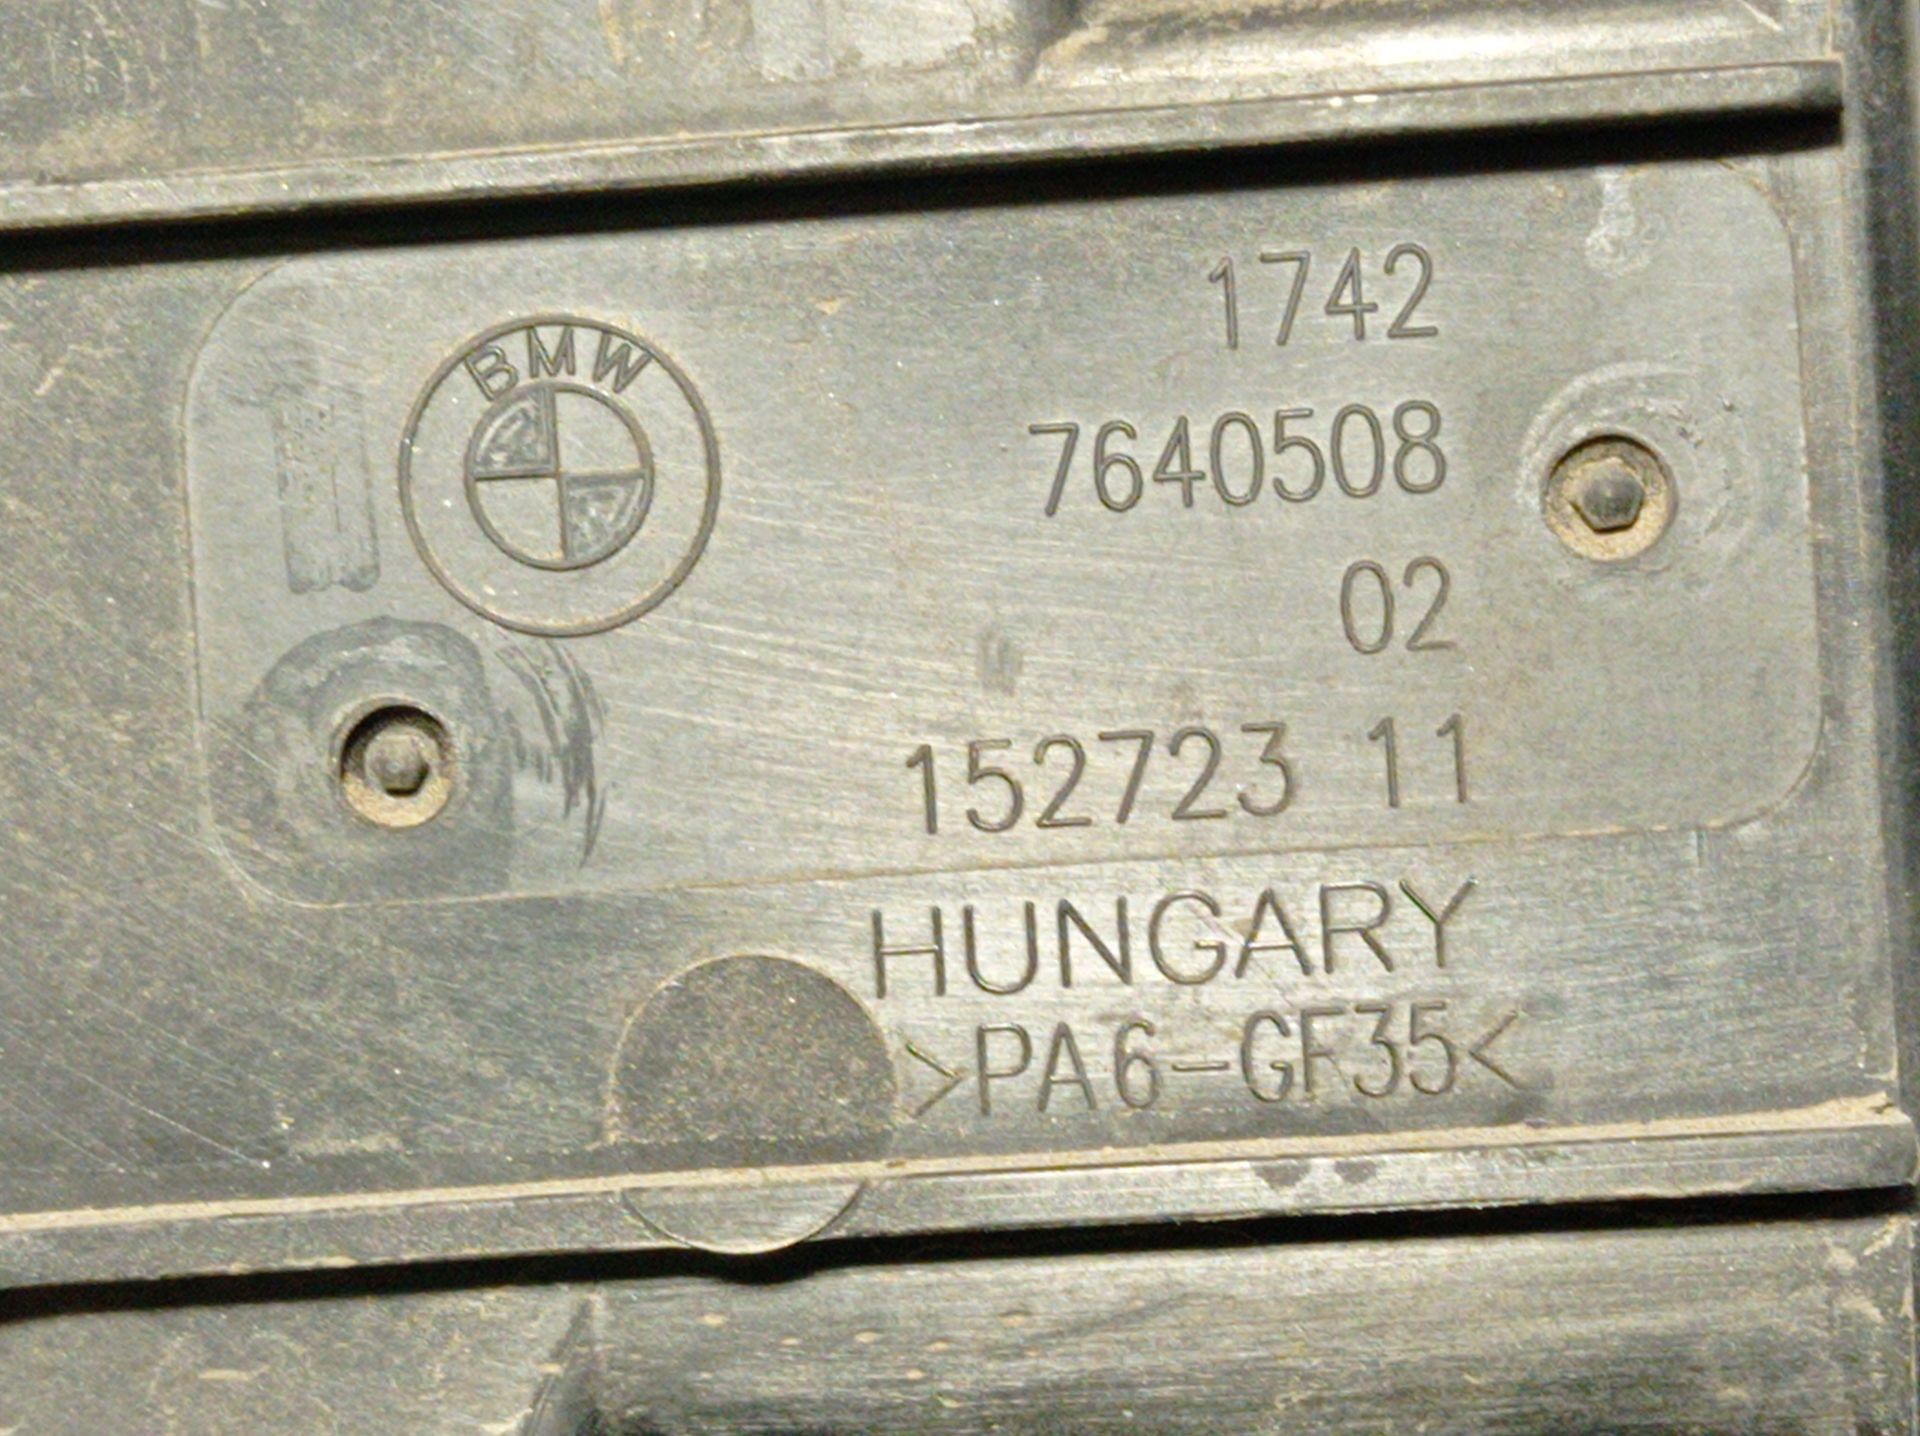 BMW
1742
7640508
02
152723 11
HUNGARY
>PA6-GF35<